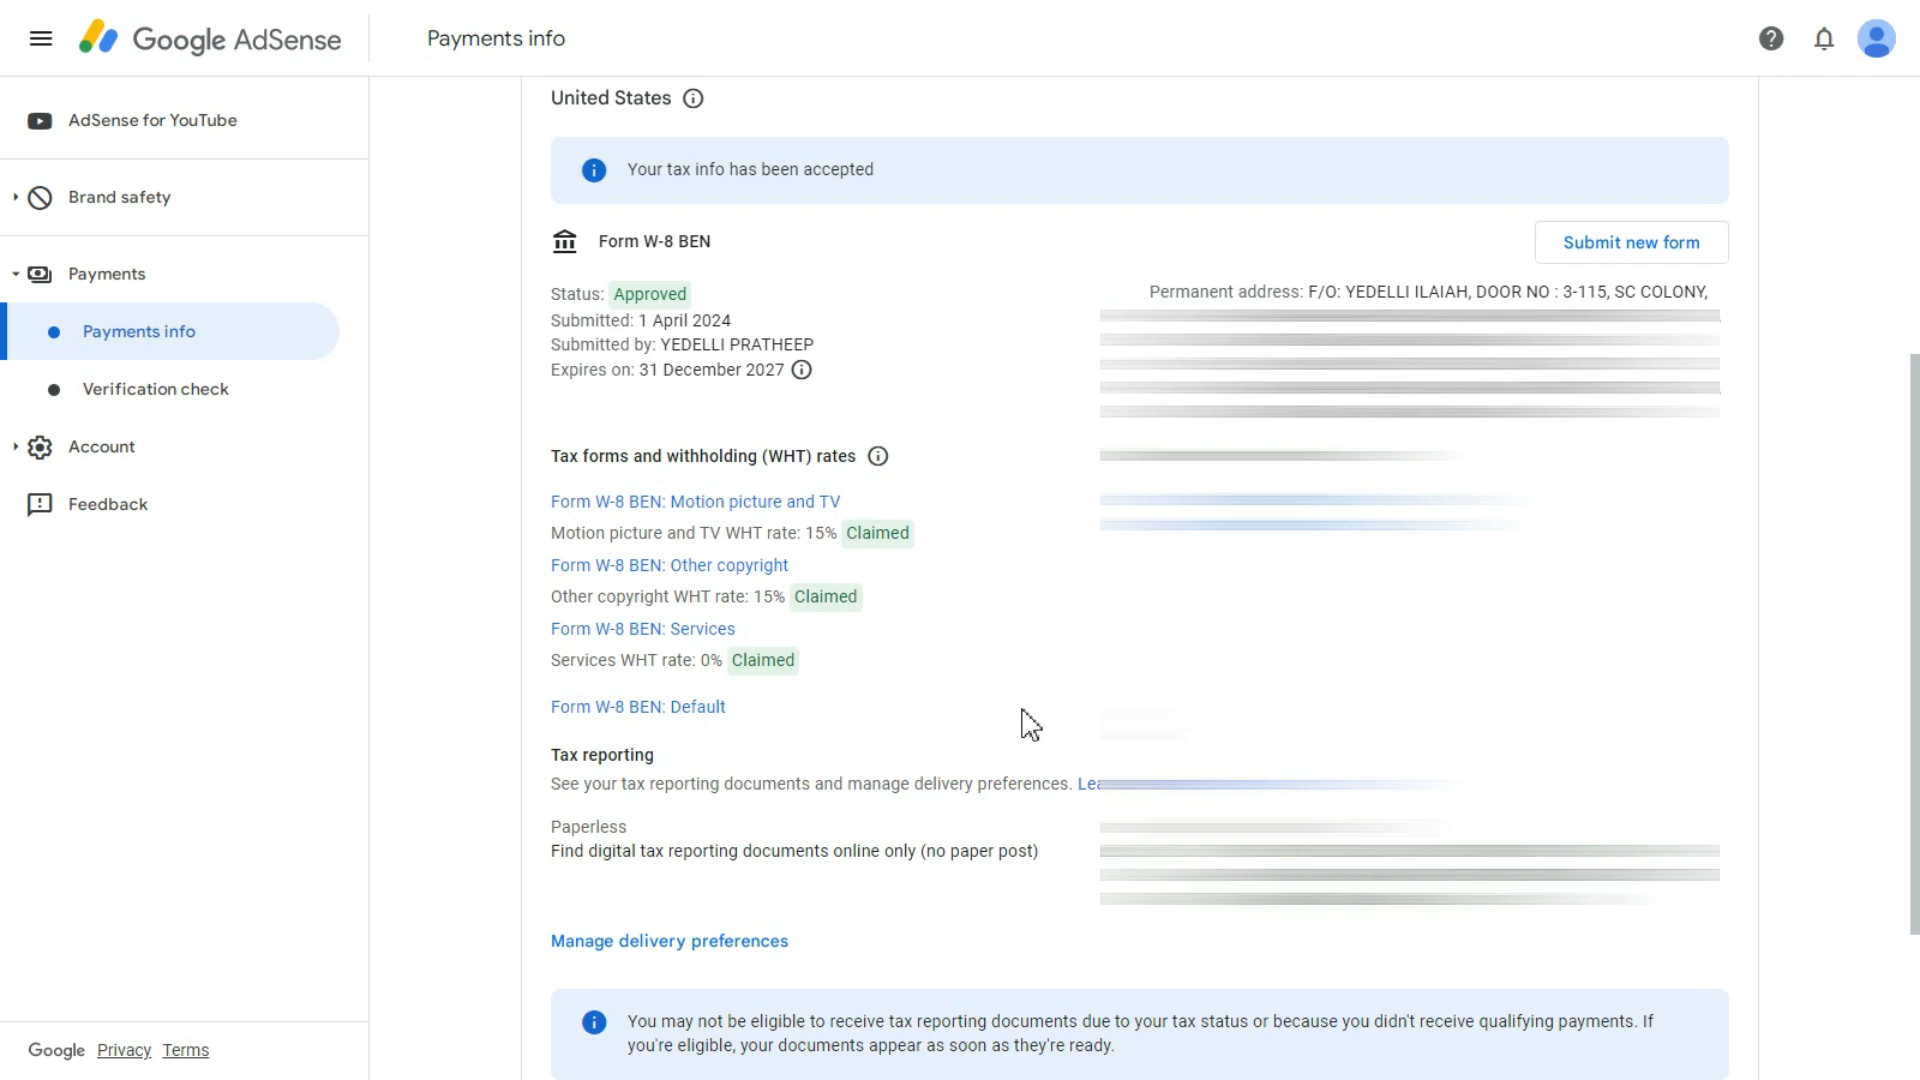 Google AdSense
Payments info
AdSense for YouTube
Brand safety
Payments
Payments info
Verification check
Account
Feedback
Google Privacy Terms
United States
Your tax info has been accepted
Form W-8 BEN
Submit new form
Status: Approved
Submitted: 1 April 2024
Submitted by: YEDELLI PRATHEEP
Expires on: 31 December 2027
Permanent address: F/O: YEDELLI ILAIAH, DOOR NO : 3-115, SC COLONY,
Tax forms and withholding (WHT) rates
Form W-8 BEN: Motion picture and TV
Motion picture and TV WHT rate: 15% Claimed
Form W-8 BEN: Other copyright
Other copyright WHT rate: 15% Claimed
Form W-8 BEN: Services
Services WHT rate: 0% Claimed
Form W-8 BEN: Default
Tax reporting
See your tax reporting documents and manage delivery preferences.
Paperless
Find digital tax reporting documents online only (no paper post)
Manage delivery preferences
You may not be eligible to receive tax reporting documents due to your tax status or because you didn't receive qualifying payments. If
you're eligible, your documents appear as soon as they're ready.